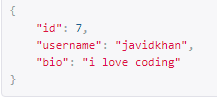 {
    "id": 7,
    "username": "javidkhan",
    "bio": "i love coding"
}